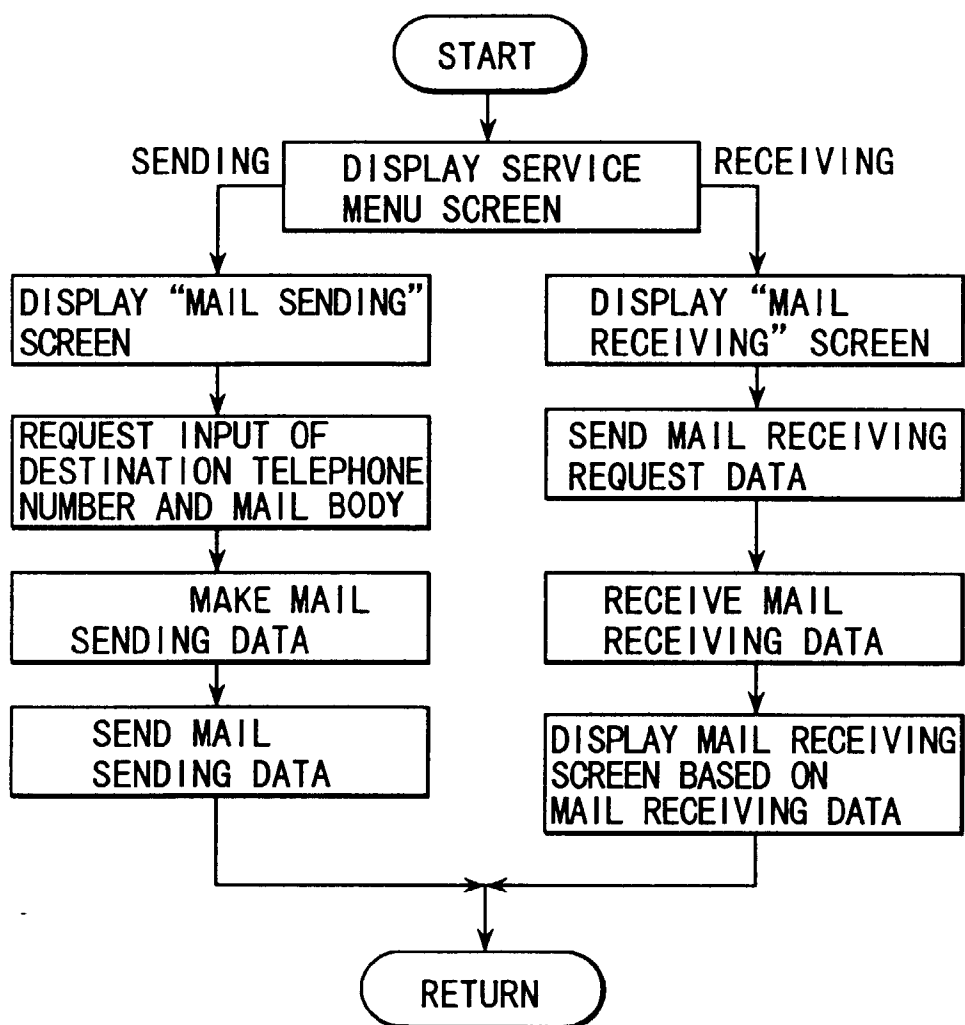 START
SENDING
DISPLAY SERVICE
MENU SCREEN
RECEIVING
DISPLAY “MAIL SENDING”
SCREEN
REQUEST INPUT OF
DESTINATION TELEPHONE
NUMBER AND MAIL BODY
MAKE MAIL
SENDING DATA
SEND MAIL
SENDING DATA
DISPLAY “MAIL
RECEIVING” SCREEN
SEND MAIL RECEIVING
REQUEST DATA
RECEIVE MAIL
RECEIVING DATA
DISPLAY MAIL RECEIVING
SCREEN BASED ON
MAIL RECEIVING DATA
RETURN